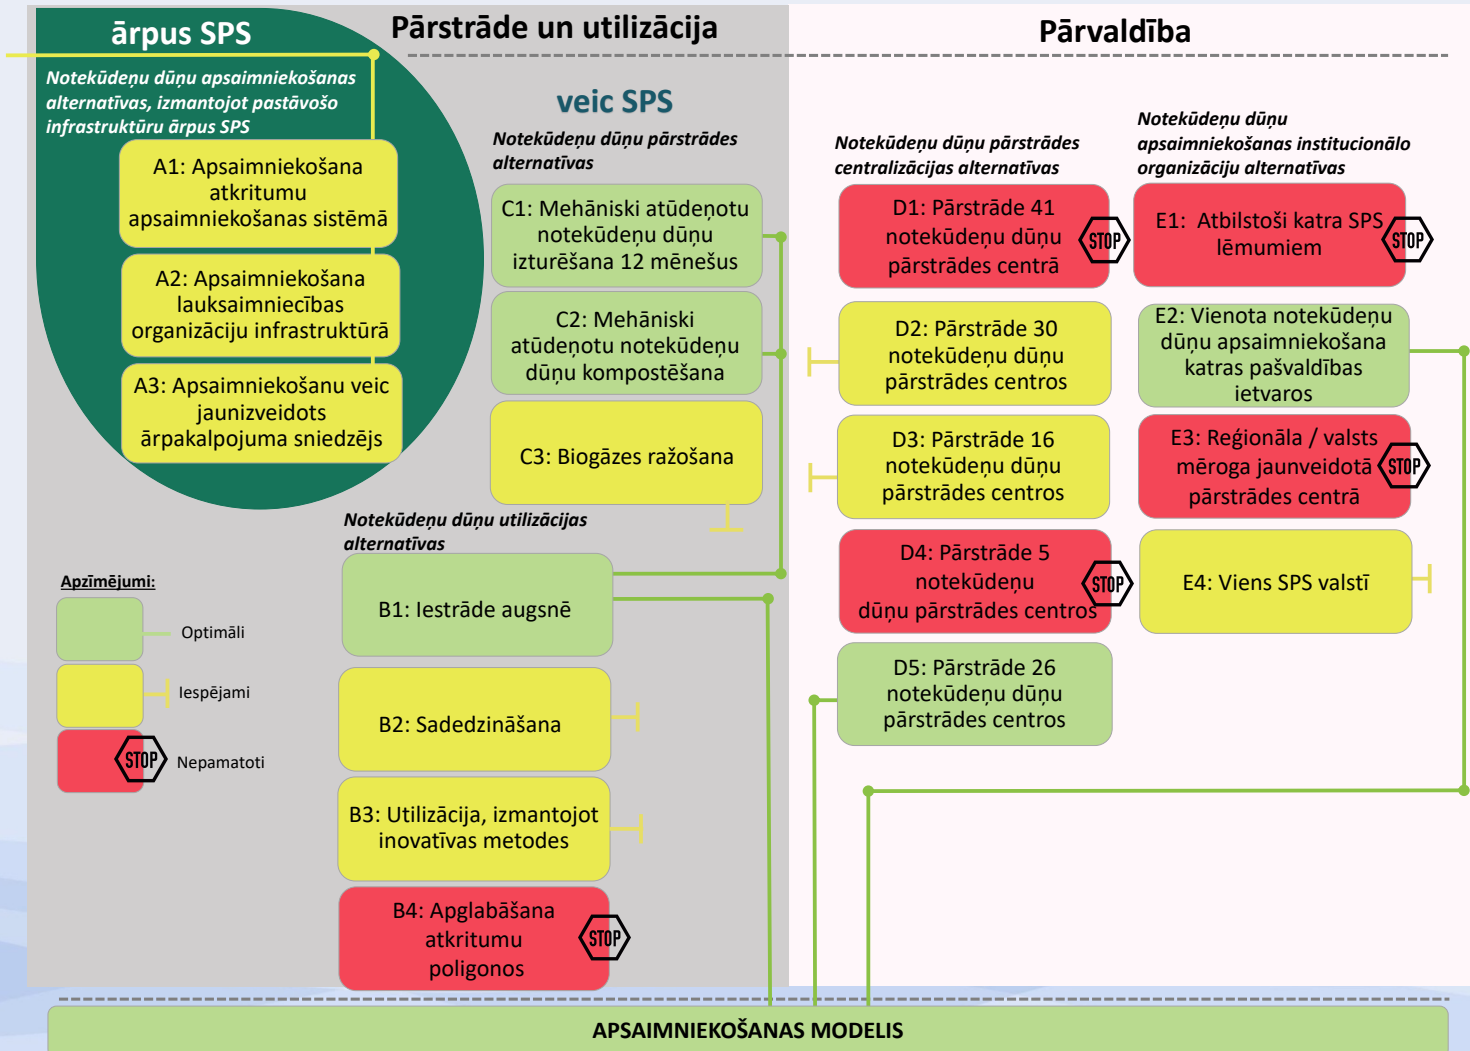 ārpus SPS
Pārstrāde un utilizācija
Pārvaldība
Notekūdeņu dūņu apsaimniekošanas
alternatīvas, izmantojot pastāvošo
infrastruktūru ārpus SPS
A1: Apsaimniekošana
atkritumu
apsaimniekošanas sistēmā
A2: Apsaimniekošana
lauksaimniecības
organizāciju infrastruktūrā
A3: Apsaimniekošanu veic
jaunizveidots
ārpakalpojuma sniedzējs
veic SPS
Notekūdeņu dūņu pārstrādes
alternatīvas
C1: Mehāniski atūdeņotu
notekūdeņu dūņu
izturēšana 12 mēnešus
C2: Mehāniski
atūdeņotu notekūdeņu
dūņu kompostēšana
C3: Biogāzes ražošana
Notekūdeņu dūņu utilizācijas
alternatīvas
B1: Iestrāde augsnē
B2: Sadedzināšana
B3: Utilizācija, izmantojot
inovatīvas metodes
B4: Apglabāšana
atkritumu
poligonos
STOP
Apzīmējumi:
Optimāli
Iespējami
STOP
Nepamatoti
Notekūdeņu dūņu pārstrādes
centralizācijas alternatīvas
D1: Pārstrāde 41
notekūdeņu dūņu
pārstrādes centrā
STOP
D2: Pārstrāde 30
notekūdeņu dūņu
pārstrādes centros
D3: Pārstrāde 16
notekūdeņu dūņu
pārstrādes centros
D4: Pārstrāde 5
notekūdeņu
dūņu pārstrādes centros
STOP
D5: Pārstrāde 26
notekūdeņu dūņu
pārstrādes centros
Notekūdeņu dūņu
apsaimniekošanas institucionālo
organizāciju alternatīvas
E1: Atbilstoši katra SPS
lēmumiem
STOP
E2: Vienota notekūdeņu
dūņu apsaimniekošana
katras pašvaldības
ietvaros
E3: Reģionāla / valsts
mēroga jaunveidotā
pārstrādes centrā
STOP
E4: Viens SPS valstī
APSAIMNIEKOŠANAS MODELIS